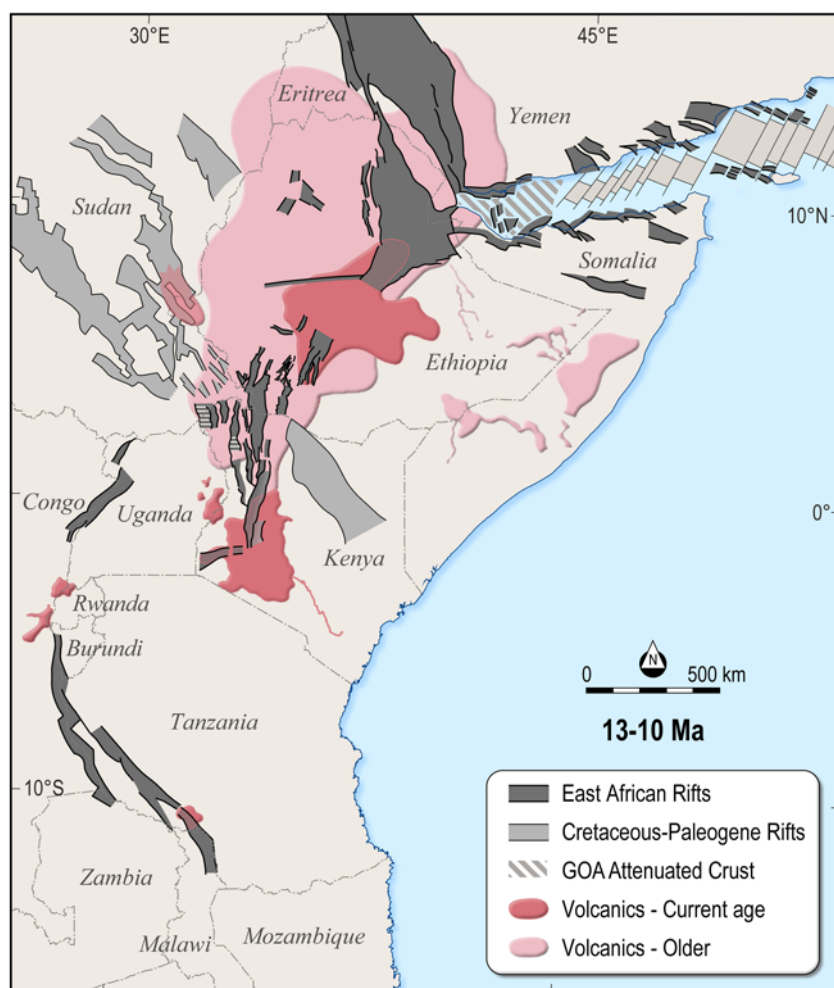 30°E
45°E
Eritrea
Yemen
Sudan
10°N
Somalia
Ethiopia
Congo
Uganda
Kenya
0°
Rwanda
Burundi
N
0 500 km
Tanzania
13-10 Ma
10°S
East African Rifts
Cretaceous-Paleogene Rifts
GOA Attenuated Crust
Zambia
Volcanics - Current age
Malawi
Mozambique
Volcanics - Older